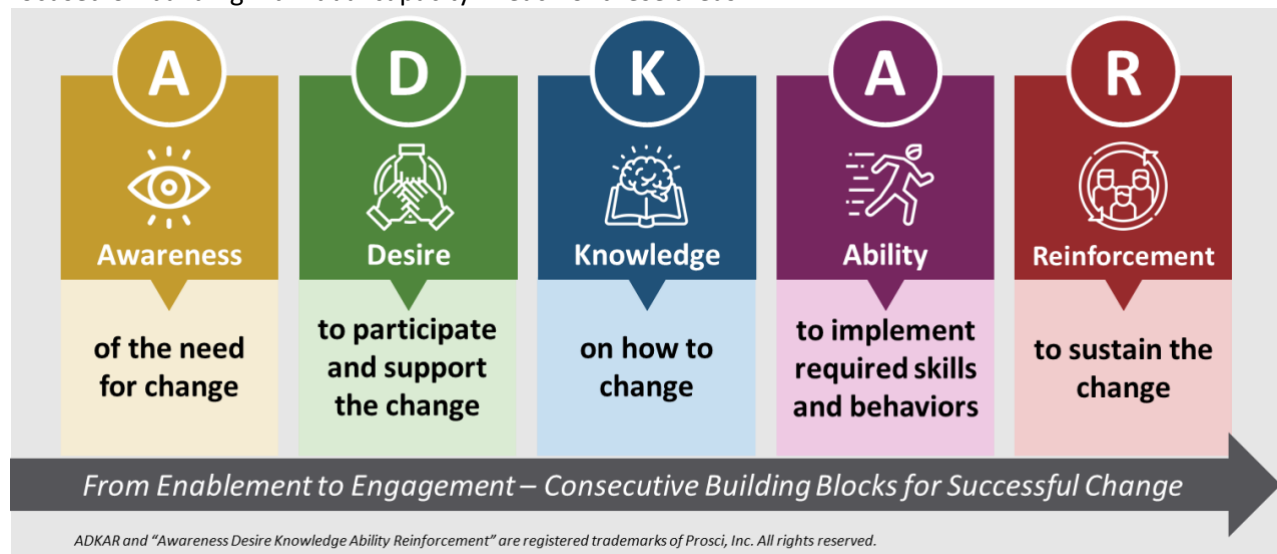 A
D
K
A
R
Awareness
Desire
Knowledge
Ability
Reinforcement
of the need
for change
to participate
and support
the change
on how to
change
to implement
required skills
and behaviors
to sustain the
change
From Enablement to Engagement – Consecutive Building Blocks for Successful Change
ADKAR and “Awareness Desire Knowledge Ability Reinforcement” are registered trademarks of Prosci, Inc. All rights reserved.